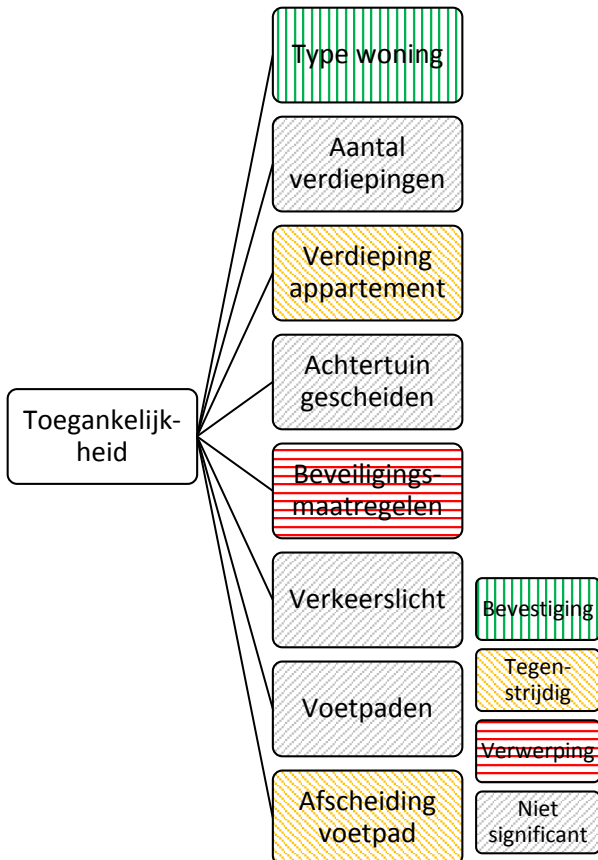 Type woning
Aantal
verdiepingen
Verdieping
appartement
Achtertuin
gescheiden
Toegankelijk-
heid
Beveiligings-
maatregelen
Verkeerslicht
Voetpaden
Afscheiding
voetpad
Bevestiging
Tegen-
strijdig
Verwerping
Niet
significant